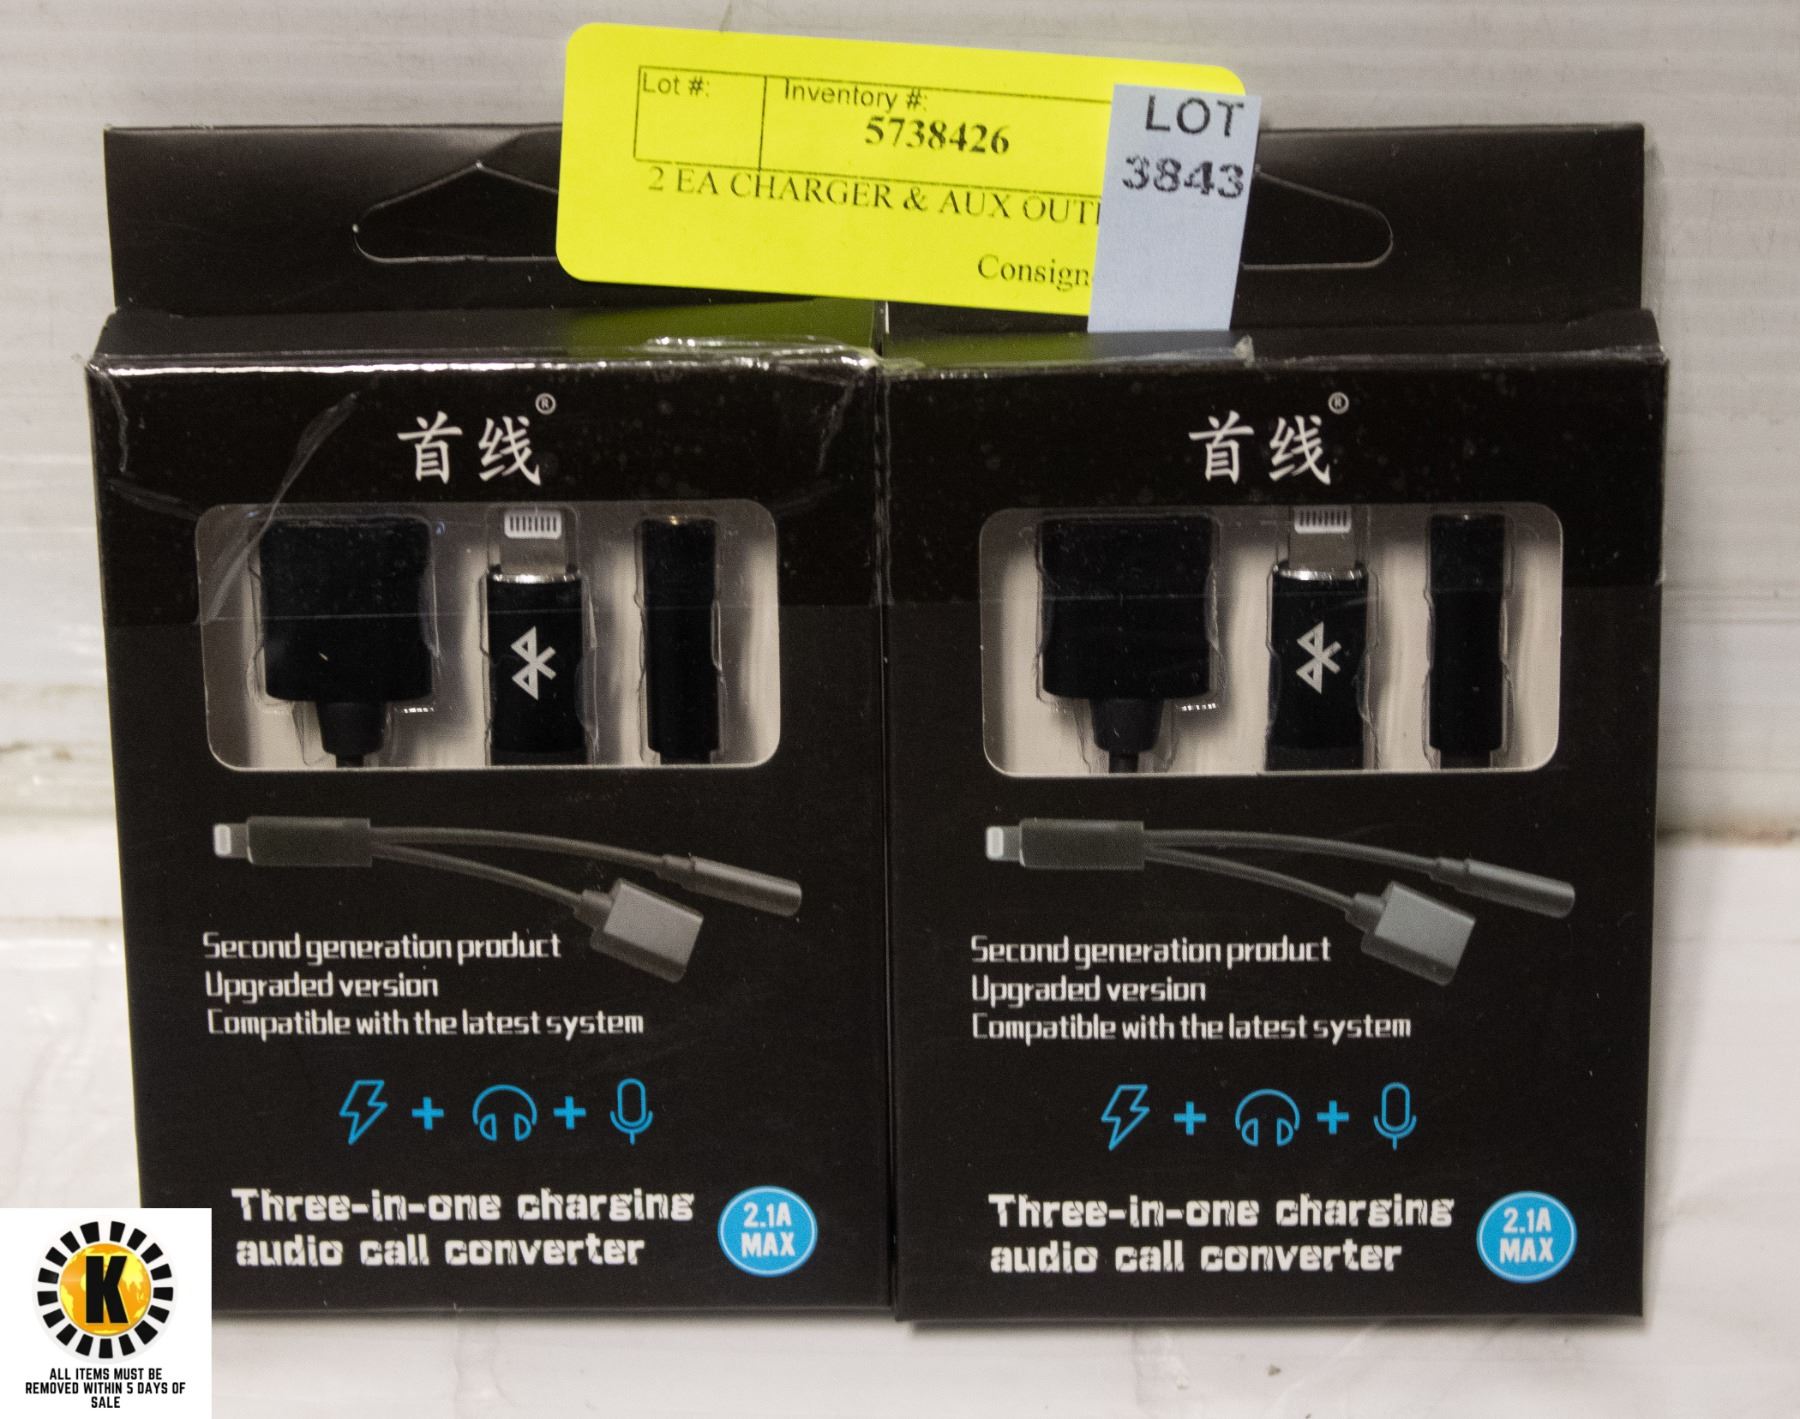 Lot #:
Inventory #:
5738426
2 EA CHARGER & AUX
LOT
3843
首线®
Second generation product
Upgraded version
Compatible with the latest system
Three-in-one charging
audio call converter
2.1A
MAX
首线®
Second generation product
Upgraded version
Compatible with the latest system
Three-in-one charging
audio call converter
2.1A
MAX
K
ALL ITEMS MUST BE
REMOVED WITHIN 5 DAYS OF
SALE